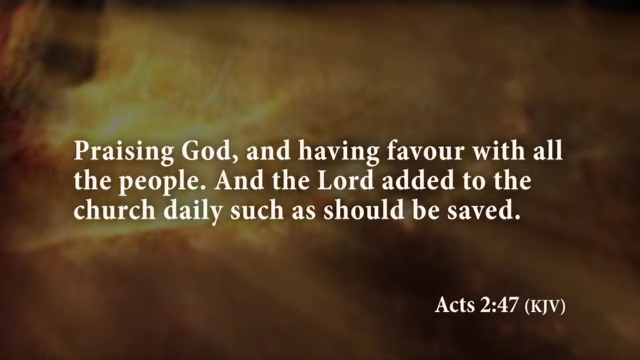 Praising God, and having favour with all
the people. And the Lord added to the
church daily such as should be saved.
Acts 2:47 (KJV)